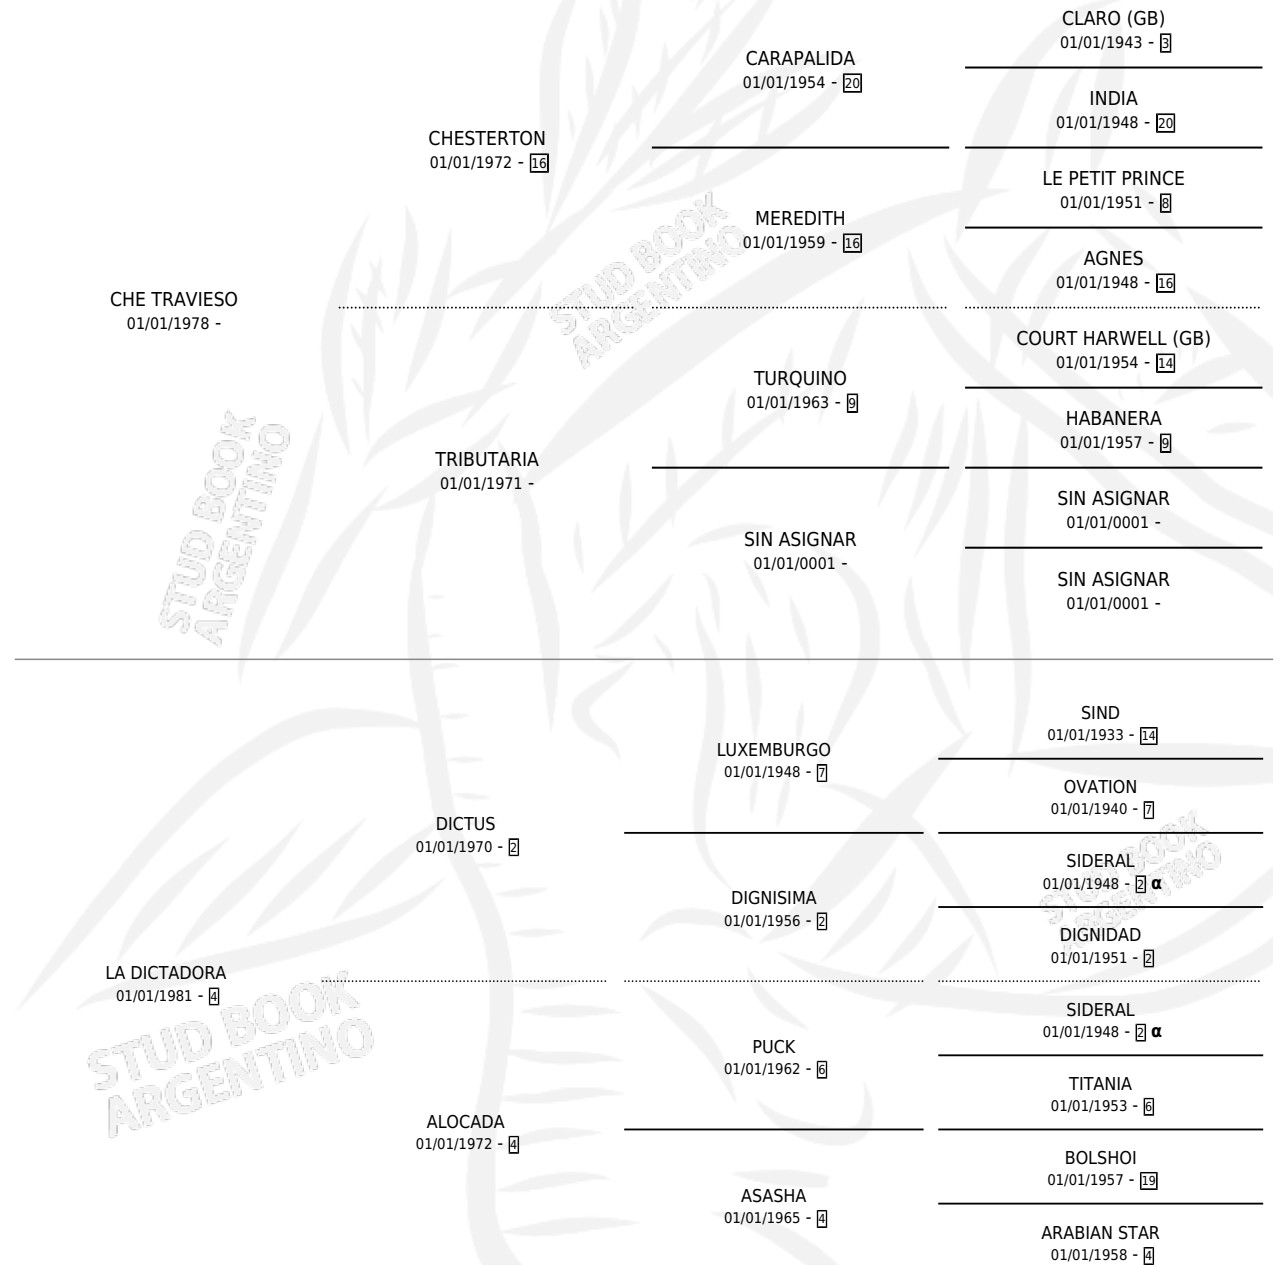 CLARO (GB)
01/01/1943 - 3
CARAPALIDA
01/01/1954 - 20
INDIA
01/01/1948 - 20
CHESTERTON
01/01/1972 - 16
LE PETIT PRINCE
01/01/1951 - 8
MEREDITH
01/01/1959 - 16
AGNES
01/01/1948 - 16
CHE TRAVIESO
01/01/1978 -
COURT HARWELL (GB)
01/01/1954 - 14
TURQUINO
01/01/1963 - 9
HABANERA
01/01/1957 - 9
TRIBUTARIA
01/01/1971 -
SIN ASIGNAR
01/01/0001 -
SIN ASIGNAR
01/01/0001 -
SIN ASIGNAR
01/01/0001 -
STUD BOOK
ARGENTINO
STUD BOOK
ARGENTINO
SIND
01/01/1933 - 14
LUXEMBURGO
01/01/1948 - 7
OVATION
01/01/1940 - 7
DICTUS
01/01/1970 - 2
SIDERAL
01/01/1948 - 2 α
DIGNISIMA
01/01/1956 - 2
DIGNIDAD
01/01/1951 - 2
LA DICTADORA
01/01/1981 - 4
SIDERAL
01/01/1948 - 2 α
PUCK
01/01/1962 - 6
TITANIA
01/01/1953 - 6
ALOCADA
01/01/1972 - 4
BOLSHOI
01/01/1957 - 19
ASASHA
01/01/1965 - 4
ARABIAN STAR
01/01/1958 - 4
STUD BOOK
ARGENTINO
STUD BOOK
ARGENTINO